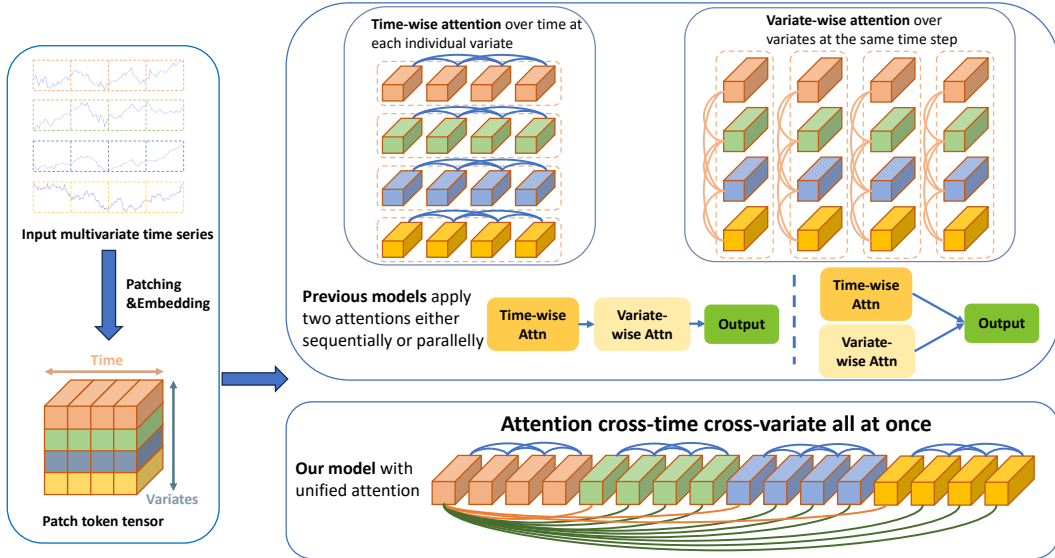 Input multivariate time series
Patching
&Embedding
Time
Variates
Patch token tensor
Time-wise attention over time at
each individual variate
Variate-wise attention over
variates at the same time step
Previous models apply
two attentions either
sequentially or parallelly
Time-wise
Attn
Variate-
wise Attn
Output
Time-wise
Attn
Variate-
wise Attn
Output
Attention cross-time cross-variate all at once
Our model with
unified attention